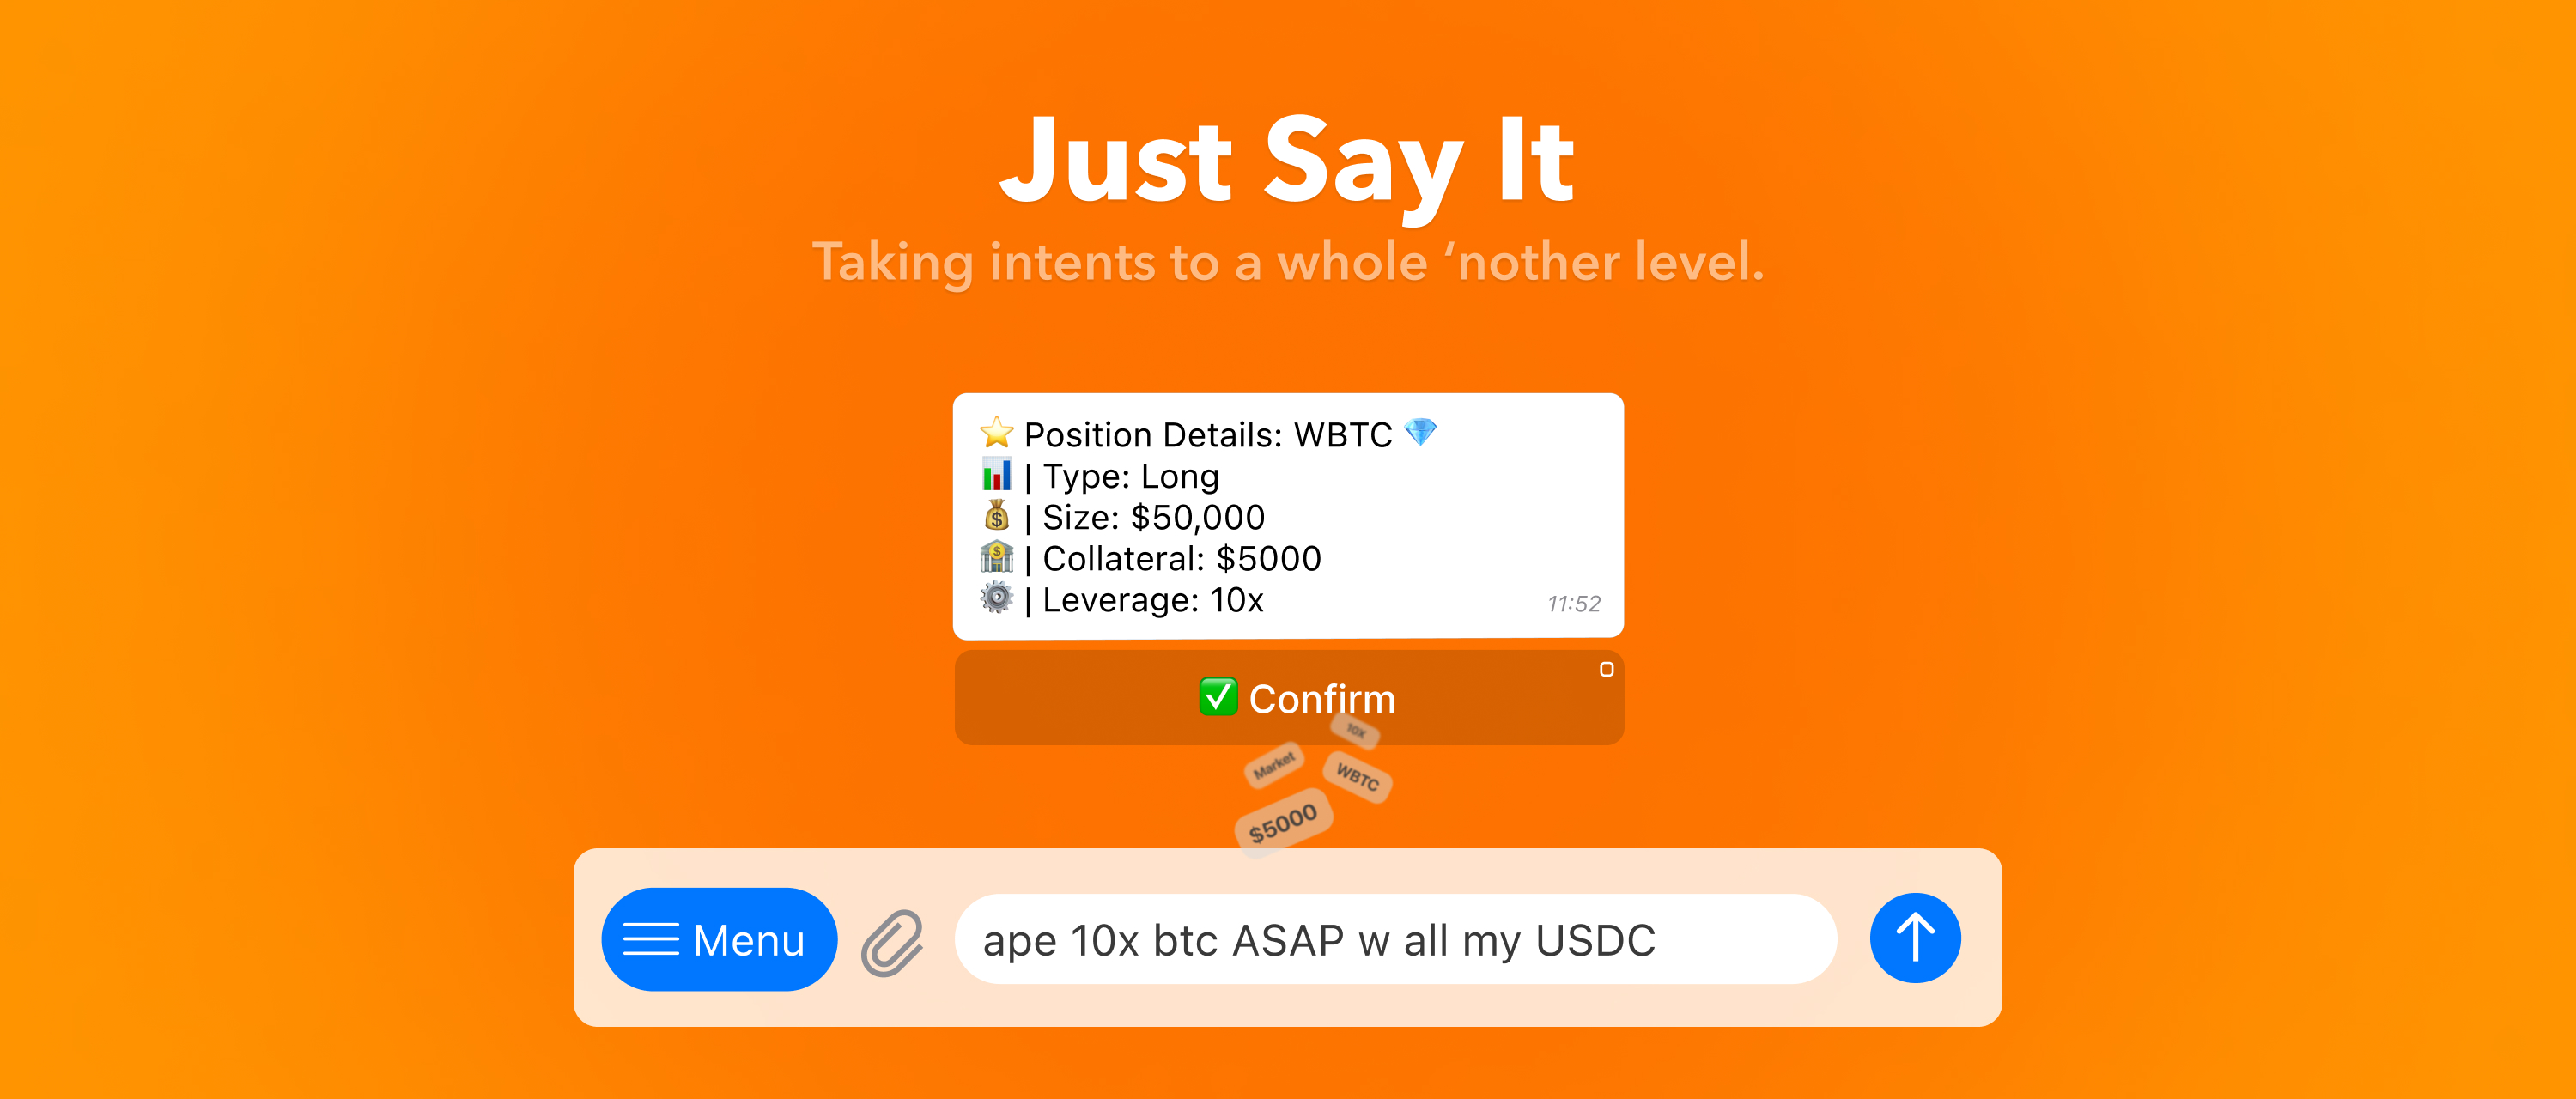 Just Say It
Taking intents to a whole ‘nother level.
⭐ Position Details: WBTC 💎
📊 | Type: Long
💰 | Size: $50,000
🏦 | Collateral: $5000
⚙️ | Leverage: 10x
11:52
✅ Confirm
10x
Market
WBTC
$5000
Menu
ape 10x btc ASAP w all my USDC